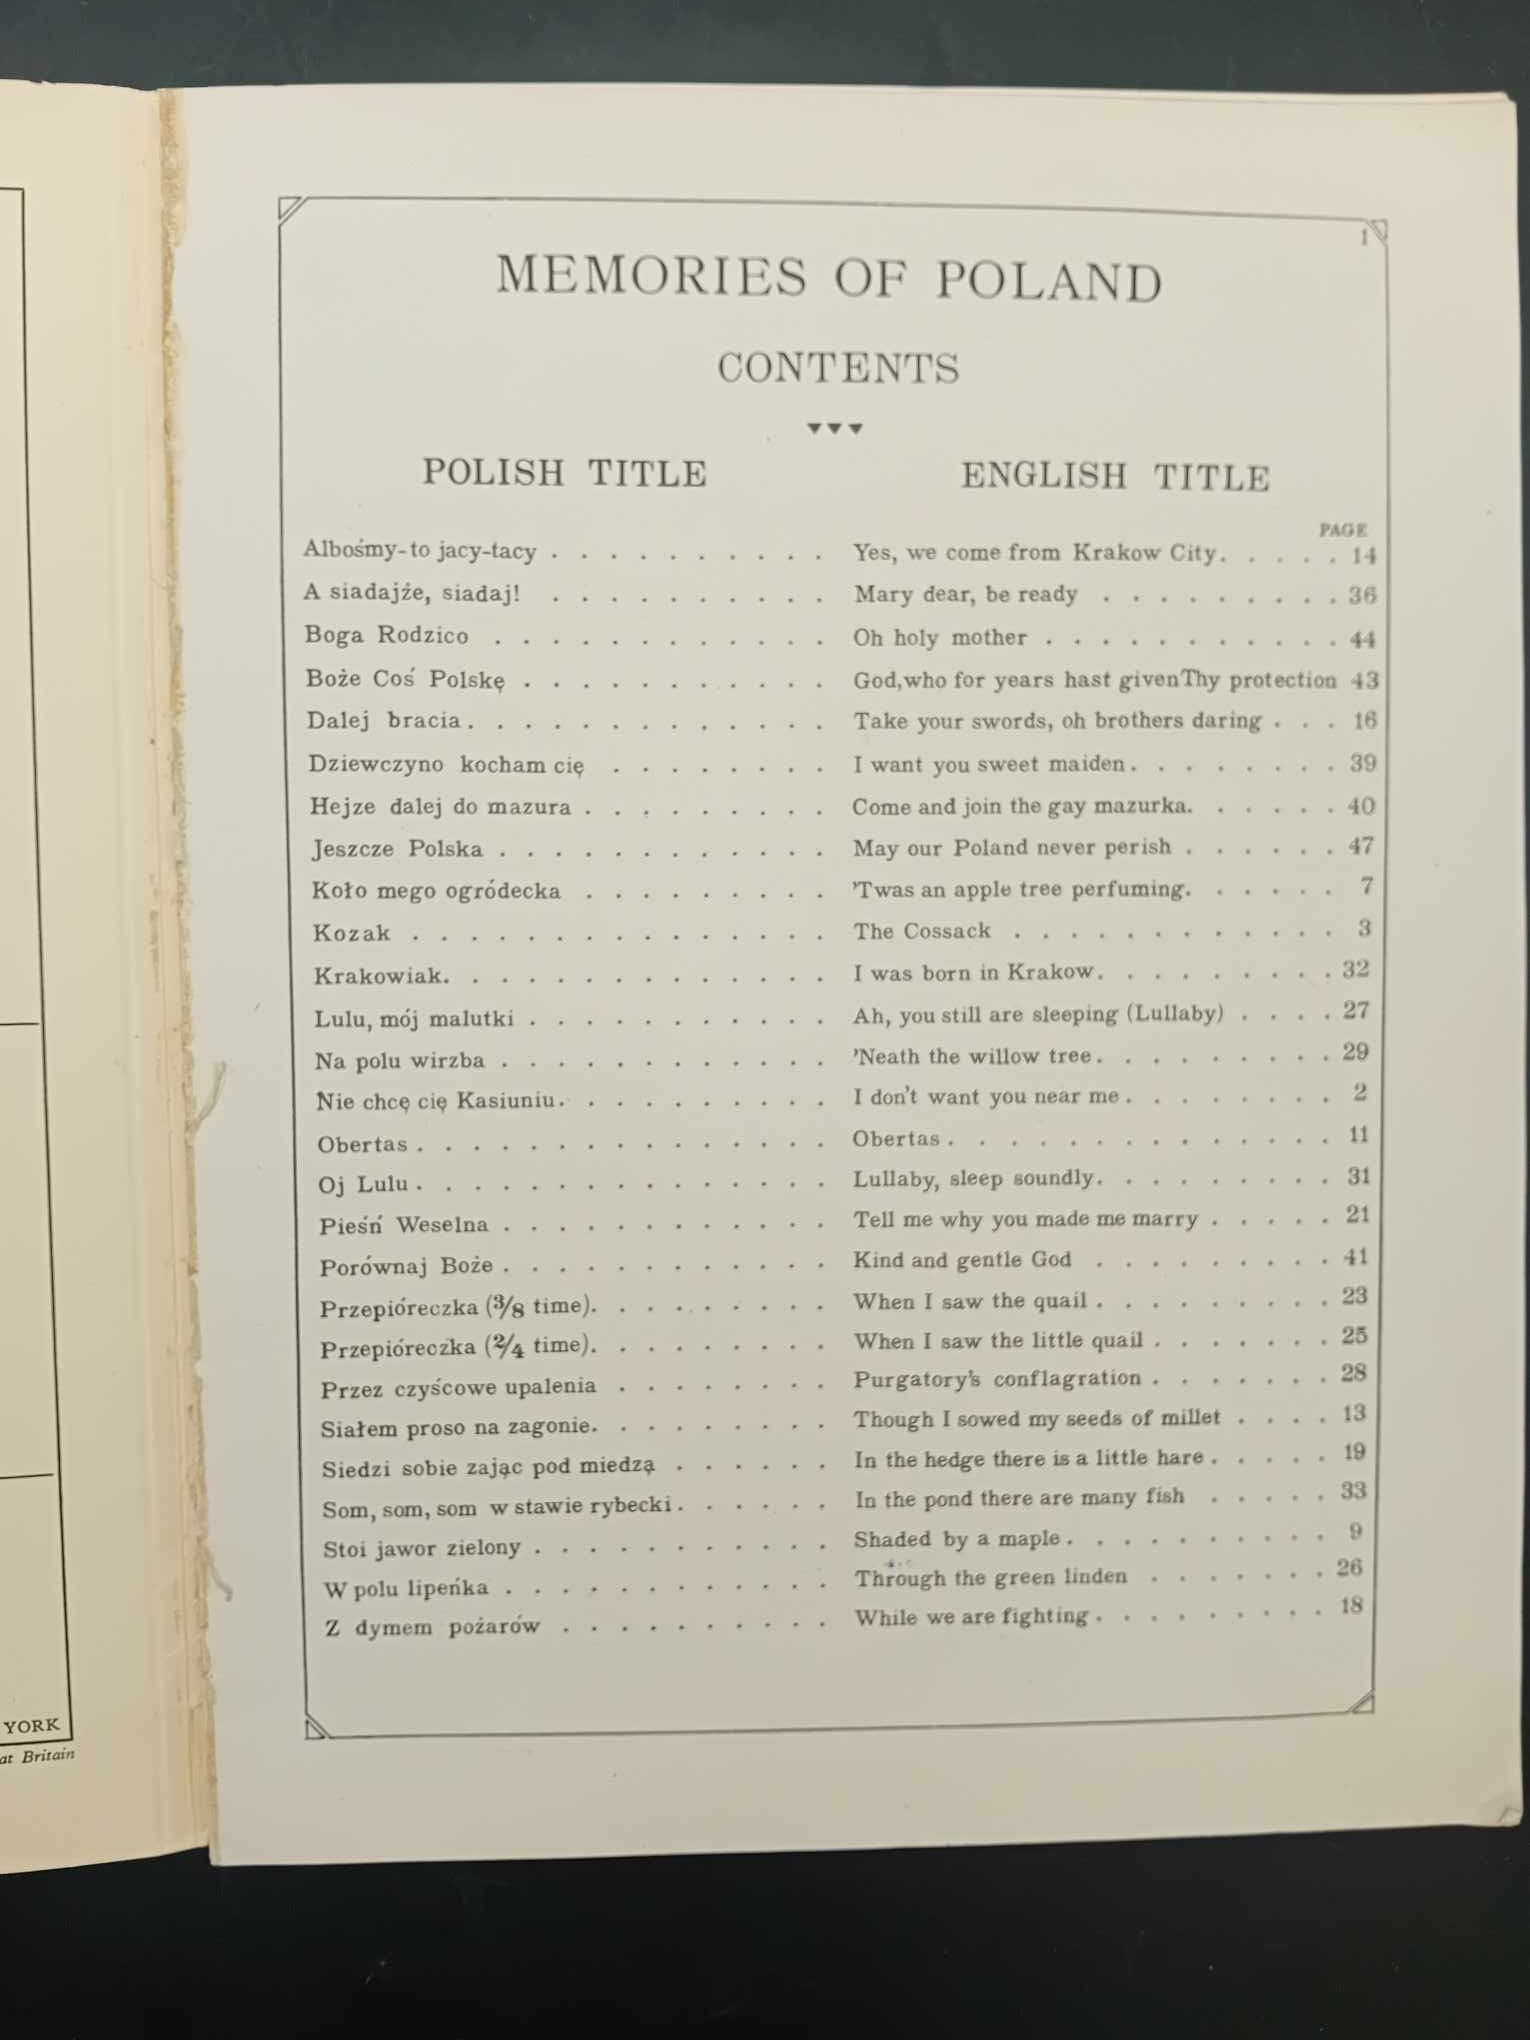 YORK
at Britain
1
MEMORIES OF POLAND
CONTENTS
POLISH TITLE ENGLISH TITLE
PAGE
Albośmy-to jacy-tacy . . . . . . . . . . Yes, we come from Krakow City. . . . . 14
A siadajże, siadaj! . . . . . . . . . . Mary dear, be ready . . . . . . . . . 36
Boga Rodzico . . . . . . . . . . . . Oh holy mother . . . . . . . . . . . 44
Boże Coś Polskę . . . . . . . . . . . God, who for years hast given Thy protection 43
Dalej bracia . . . . . . . . . . . . . Take your swords, oh brothers daring . . . 16
Dziewczyno kocham cię . . . . . . . . I want you sweet maiden . . . . . . . . 39
Hejze dalej do mazura . . . . . . . . . Come and join the gay mazurka. . . . . . 40
Jeszcze Polska . . . . . . . . . . . . May our Poland never perish . . . . . . 47
Koło mego ogródecka . . . . . . . . . 'Twas an apple tree perfuming. . . . . . 7
Kozak . . . . . . . . . . . . . . . The Cossack . . . . . . . . . . . . 3
Krakowiak. . . . . . . . . . . . . . I was born in Krakow. . . . . . . . . 32
Lulu, mój malutki . . . . . . . . . . . Ah, you still are sleeping (Lullaby) . . . . 27
Na polu wirzba . . . . . . . . . . . . 'Neath the willow tree. . . . . . . . . 29
Nie chcę cię Kasiuniu. . . . . . . . . . I don't want you near me . . . . . . . . 2
Obertas . . . . . . . . . . . . . . . Obertas . . . . . . . . . . . . . . 11
Oj Lulu . . . . . . . . . . . . . . . Lullaby, sleep soundly. . . . . . . . . 31
Pieśń Weselna . . . . . . . . . . . . Tell me why you made me marry . . . . . 21
Porównaj Boże . . . . . . . . . . . . Kind and gentle God . . . . . . . . . 41
Przepióreczka (3/8 time). . . . . . . . . When I saw the quail . . . . . . . . . 23
Przepióreczka (2/4 time). . . . . . . . . When I saw the little quail . . . . . . . 25
Przez czyścowe upalenia . . . . . . . . Purgatory's conflagration . . . . . . . 28
Siałem proso na zagonie. . . . . . . . . Though I sowed my seeds of millet . . . . 13
Siedzi sobie zając pod miedzą . . . . . . In the hedge there is a little hare . . . . . 19
Som, som, som w stawie rybecki . . . . . . In the pond there are many fish . . . . . 33
Stoi jawor zielony . . . . . . . . . . . Shaded by a maple . . . . . . . . . . 9
W polu lipeńka . . . . . . . . . . . . Through the green linden . . . . . . . 26
Z dymem pożarów . . . . . . . . . . While we are fighting . . . . . . . . . 18